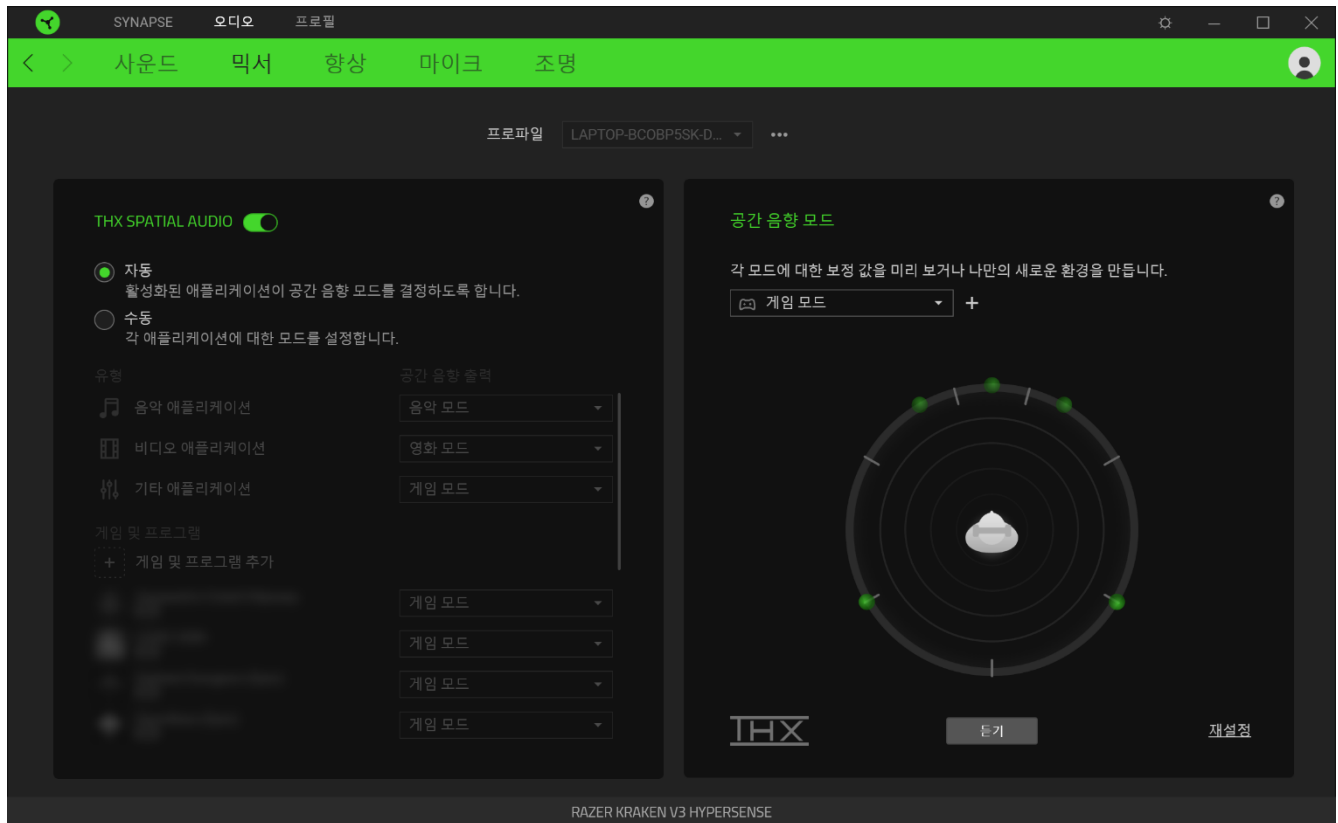 SYNAPSE 오디오 프로필
사운드 믹서 향상 마이크 조명
프로파일 LAPTOP-BCOBP5SK-D...
THX SPATIAL AUDIO
자동
활성화된 애플리케이션이 공간 음향 모드를 결정하도록 합니다.
수동
각 애플리케이션에 대한 모드를 설정합니다.
유형 공간 음향 출력
음악 애플리케이션 음악 모드
비디오 애플리케이션 영화 모드
기타 애플리케이션 게임 모드
게임 및 프로그램
+ 게임 및 프로그램 추가
게임 모드
게임 모드
게임 모드
게임 모드
공간 음향 모드
각 모드에 대한 보정 값을 미리 보거나 나만의 새로운 환경을 만듭니다.
게임 모드 +
THX 듣기 재설정
RAZER KRAKEN V3 HYPERSENSE